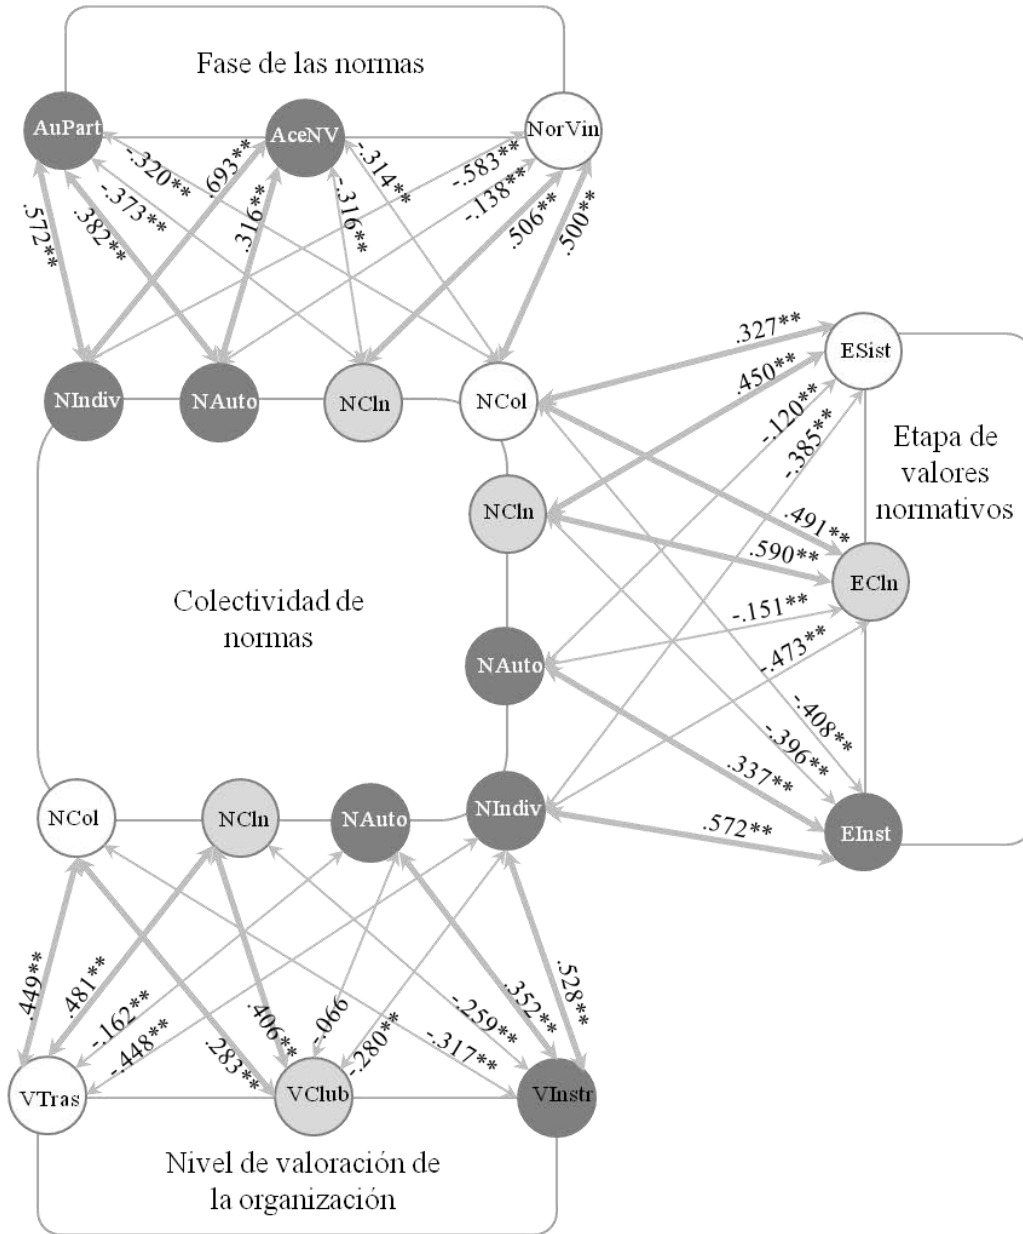 Fase de las normas
AuPart
AceNV
NorVin
-.320**
.693**
-.314**
-.583**
-.373**
-.138**
.572**
.382**
.316**
-.316**
.506**
.500**
NIndiv
NAuto
NCln
NCol
.327**
ESist
.450**
-.120**
-.385**
Etapa de
valores
normativos
NCln
.491**
.590**
ECln
Colectividad de
normas
-.151**
NAuto
-.473**
-.408**
-.396**
.337**
NCol
NCln
NAuto
NIndiv
.572**
EInst
.449**
.481**
-.162**
-.448**
.406**
.283**
-.066
-.280**
-.259**
-.317**
.352**
.528**
VTras
VClub
VInstr
Nivel de valoración de
la organización